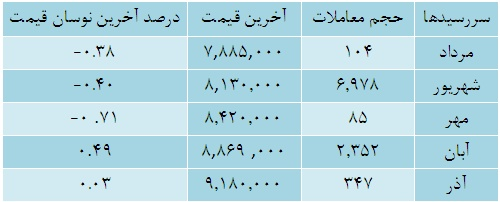 سررسیدها حجم معاملات آخرین قیمت درصد آخرین نوسان قیمت
مرداد ۱۰۴ ۷,۸۸۵,۰۰۰ -۰.۳۸
شهریور ۶,۹۷۸ ۸,۱۳۰,۰۰۰ -۰.۴۰
مهر ۸۵ ۸,۴۲۰,۰۰۰ -۰.۷۱
آبان ۲,۳۵۲ ۸,۸۶۹ ,۰۰۰ ۰.۴۹
آذر ۳۴۷ ۹,۱۸۰,۰۰۰ ۰.۰۳